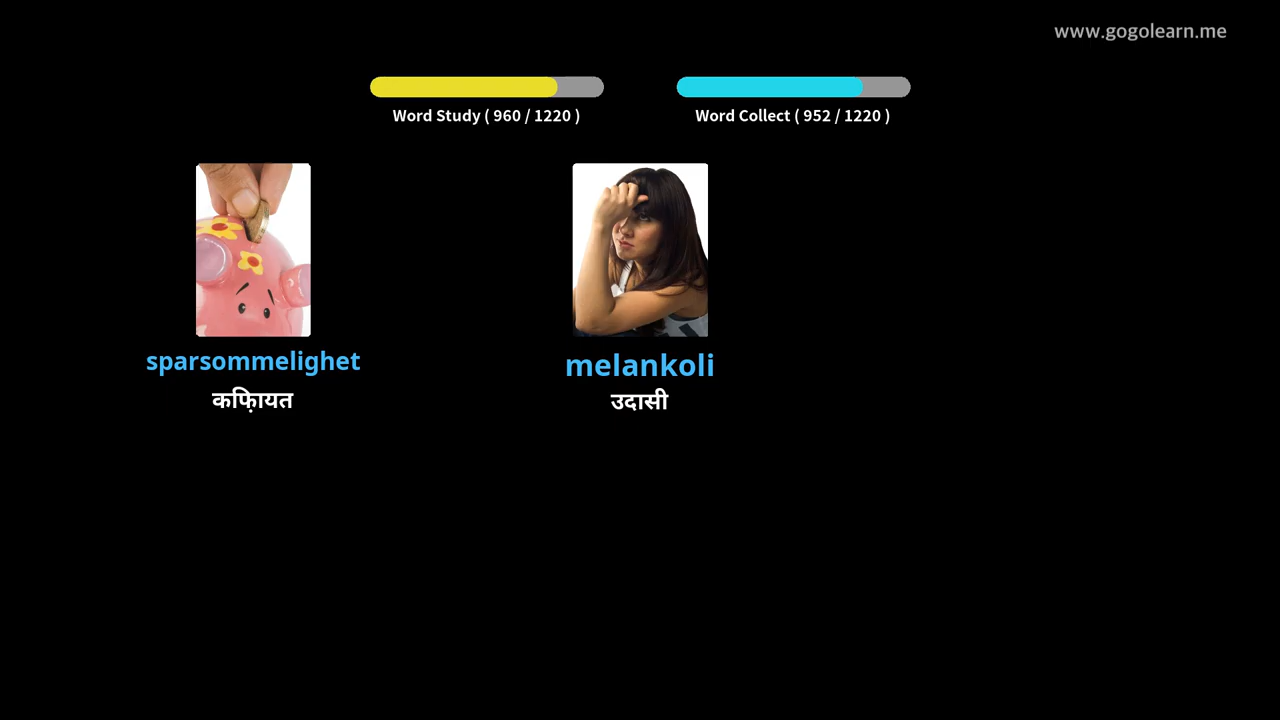 www.gogolearn.me
Word Study ( 960 / 1220 )
Word Collect ( 952 / 1220 )
sparsommelighet
melankoli
कफ़ियत
उदासी